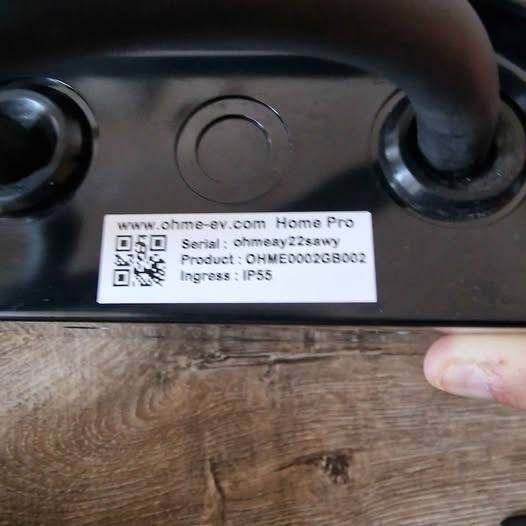 www.ohme-ev.com Home Pro
Serial : ohmeay22sawy
Product : OHME0002GB002
Ingress : IP55